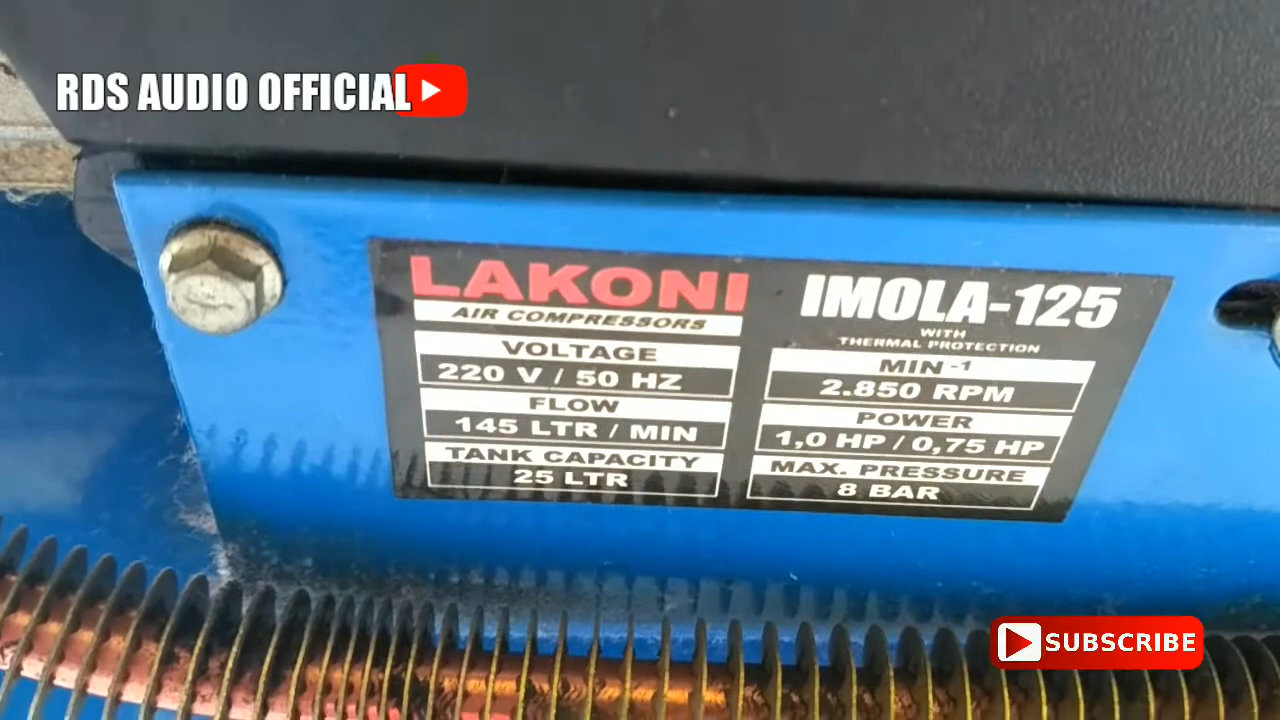 RDS AUDIO OFFICIAL
LAKONI
AIR COMPRESSORS
VOLTAGE
220 V / 50 HZ
FLOW
145 LTR / MIN
TANK CAPACITY
25 LTR
IMOLA-125
WITH
THERMAL PROTECTION
MIN -1
2.850 RPM
POWER
1,0 HP / 0,75 HP
MAX. PRESSURE
8 BAR
SUBSCRIBE